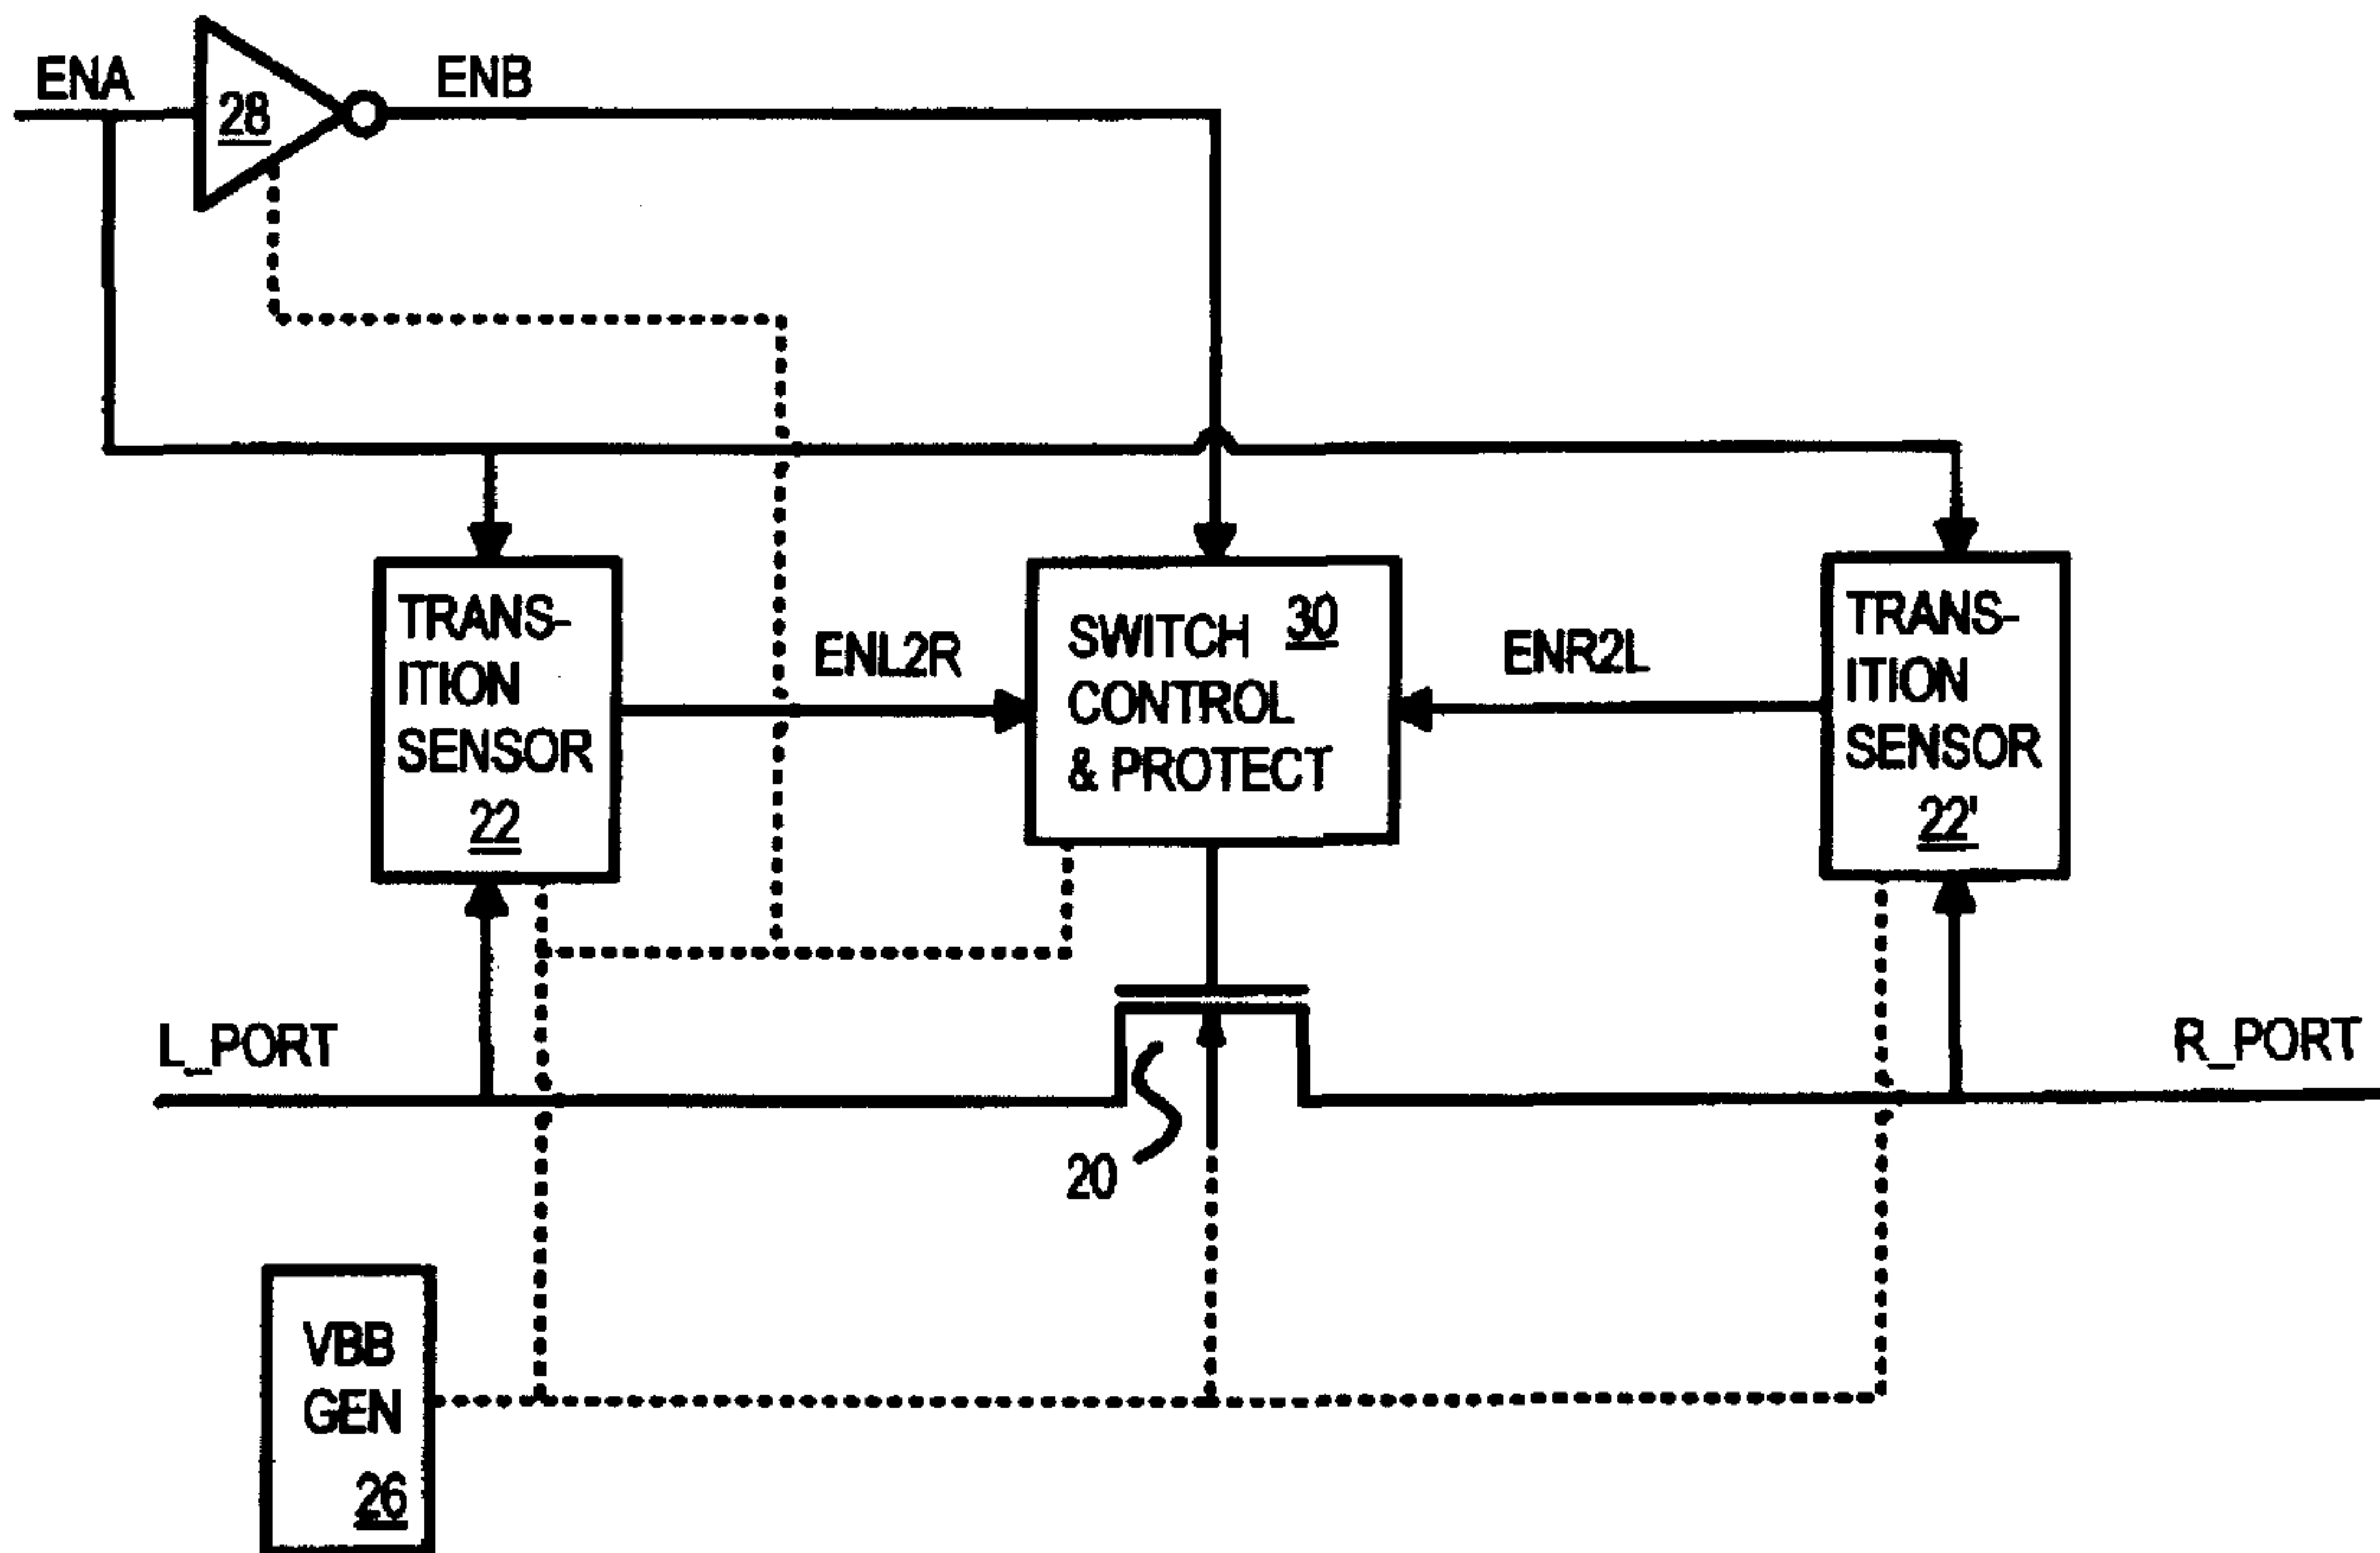 ENA
28
ENB
TRANS-
ITION
SENSOR
22
ENL2R
SWITCH 30
CONTROL
& PROTECT
ENR2L
TRANS-
ITION
SENSOR
22'
L_PORT
R_PORT
20
VBB
GEN
26